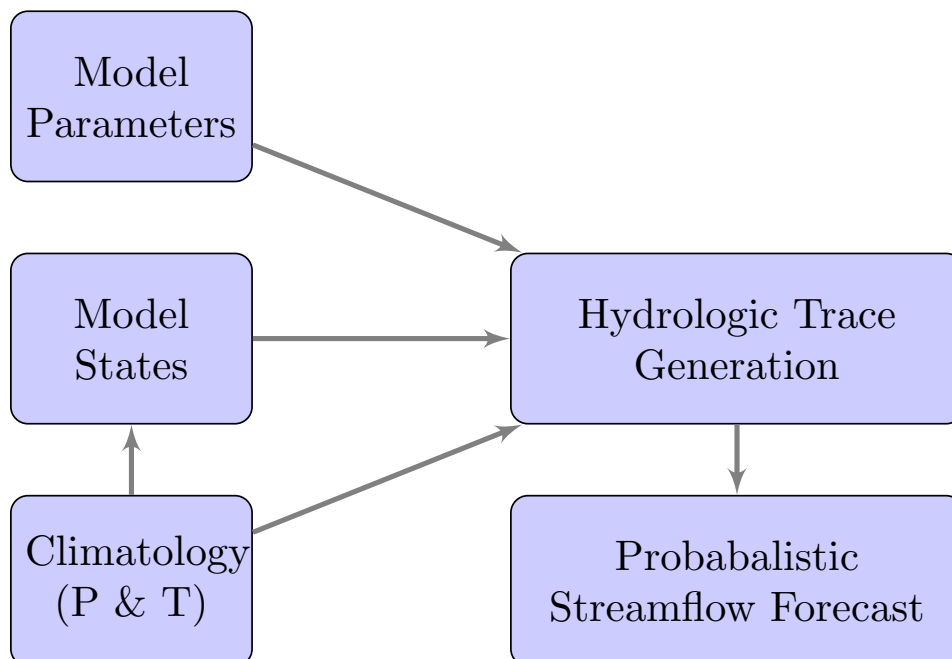 Model
Parameters
Model
States
Hydrologic Trace
Generation
Climatology
(P & T)
Probabalistic
Streamflow Forecast